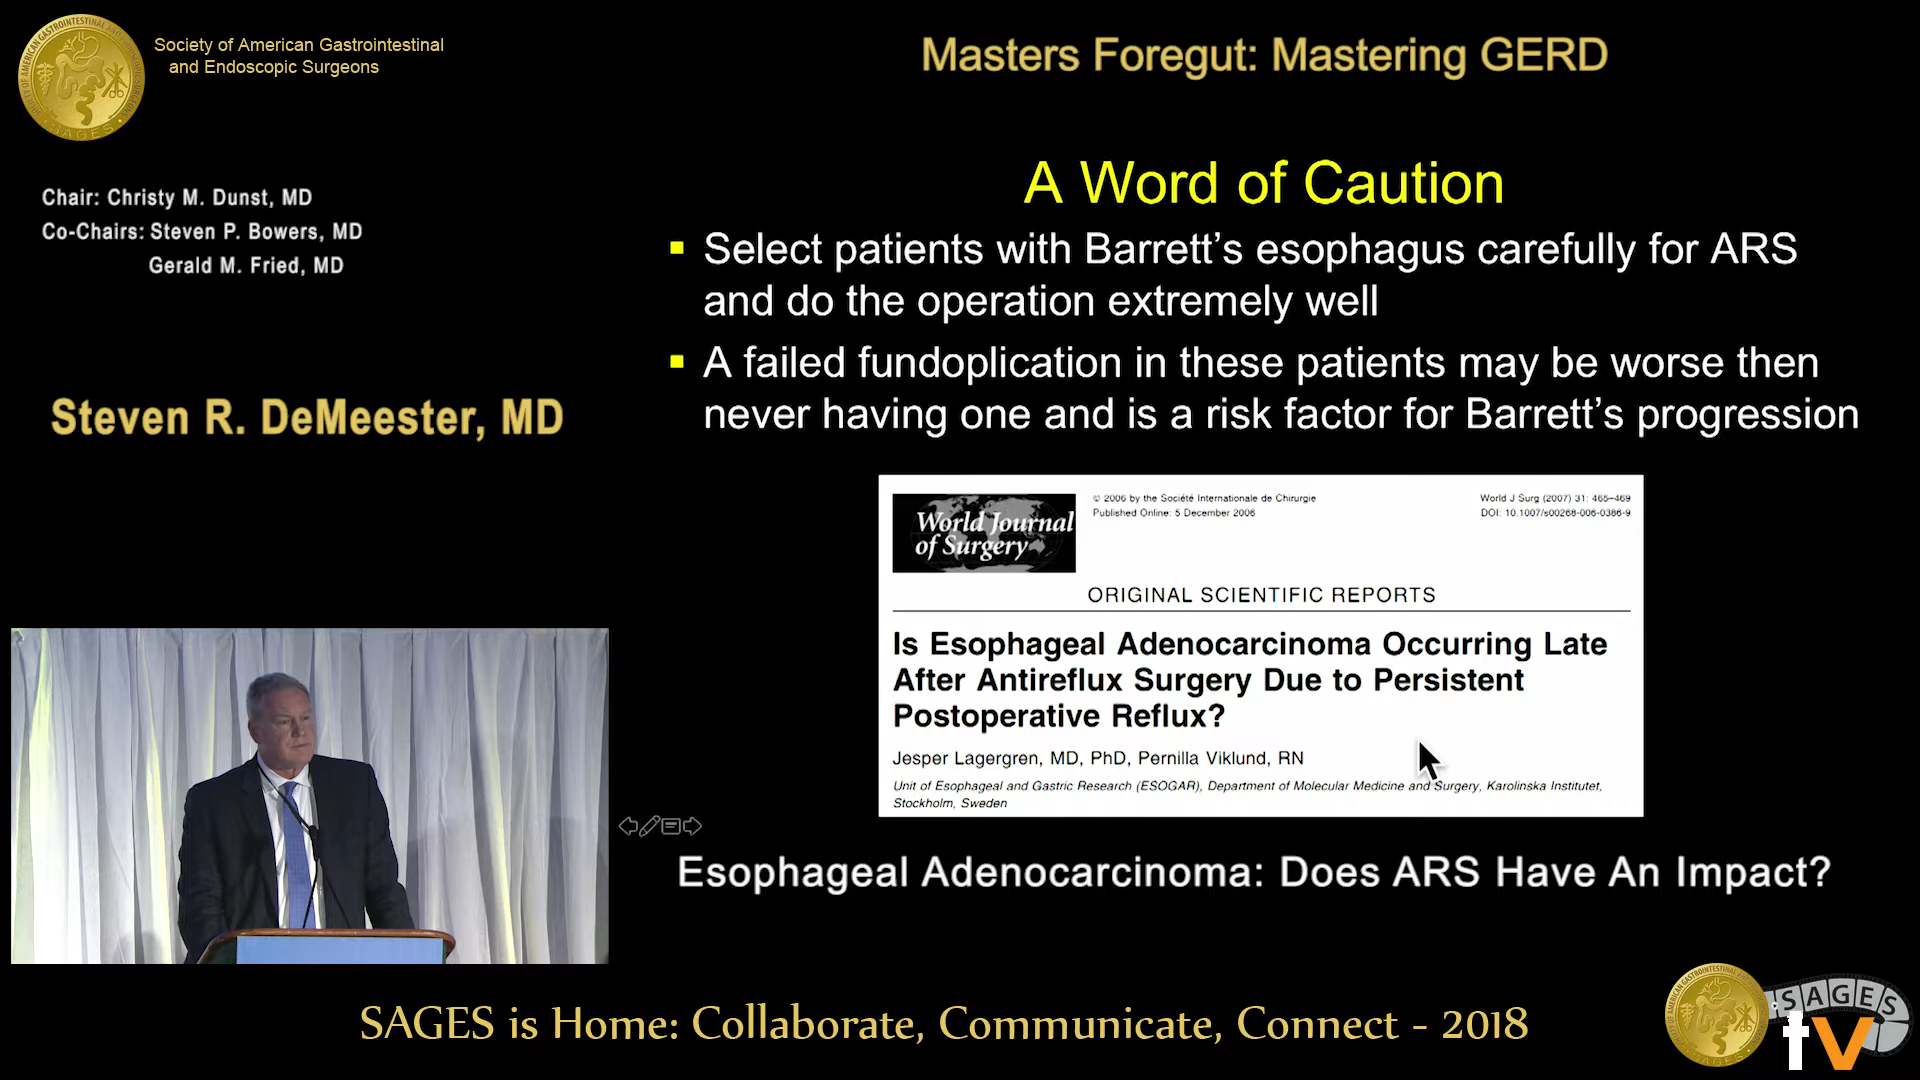 Society of American Gastrointestinal
and Endoscopic Surgeons
Masters Foregut: Mastering GERD
Chair: Christy M. Dunst, MD
Co-Chairs: Steven P. Bowers, MD
Gerald M. Fried, MD
Steven R. DeMeester, MD
A Word of Caution
▪ Select patients with Barrett’s esophagus carefully for ARS
and do the operation extremely well
▪ A failed fundoplication in these patients may be worse then
never having one and is a risk factor for Barrett’s progression
World Journal
of Surgery
© 2006 by the Société Internationale de Chirurgie
Published Online: 5 December 2006
World J Surg (2007) 31: 465–469
DOI: 10.1007/s00268-006-0386-9
ORIGINAL SCIENTIFIC REPORTS
Is Esophageal Adenocarcinoma Occurring Late
After Antireflux Surgery Due to Persistent
Postoperative Reflux?
Jesper Lagergren, MD, PhD, Pernilla Viklund, RN
Unit of Esophageal and Gastric Research (ESOGAR), Department of Molecular Medicine and Surgery, Karolinska Institutet,
Stockholm, Sweden
Esophageal Adenocarcinoma: Does ARS Have An Impact?
SAGES is Home: Collaborate, Communicate, Connect - 2018
SAGES
tv